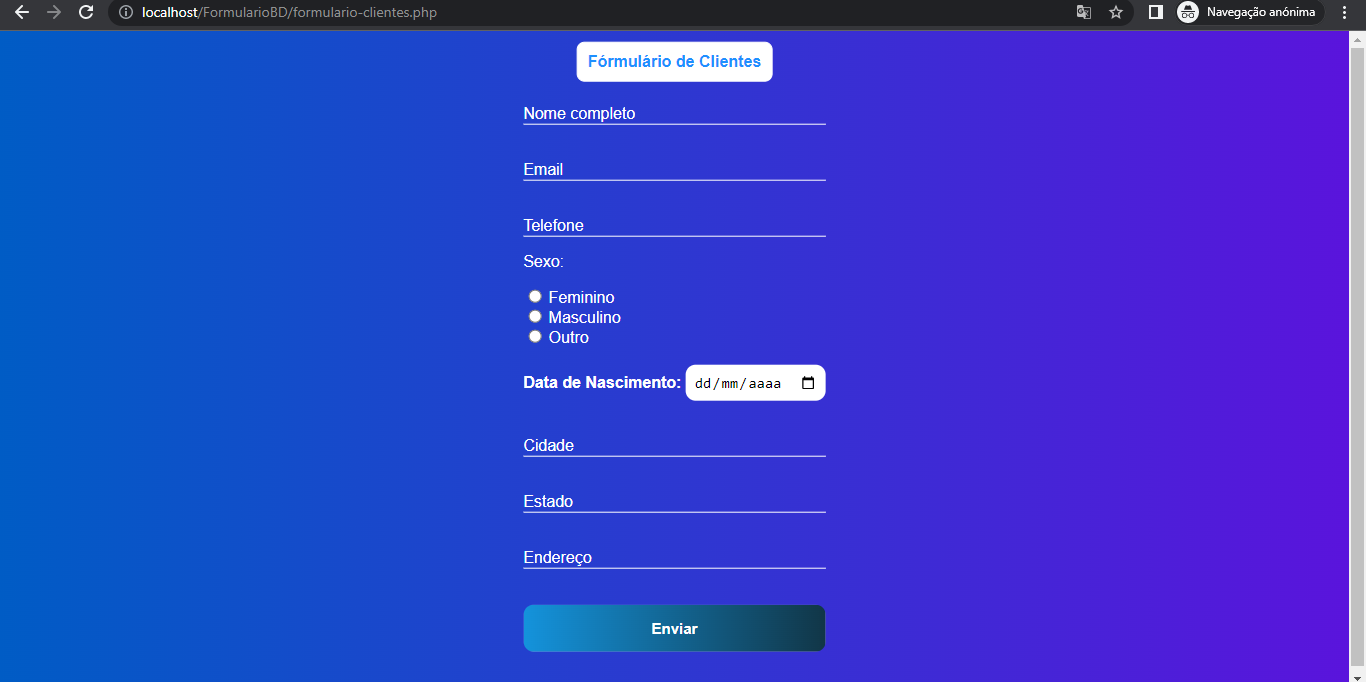 localhost/FormularioBD/formulario-clientes.php
Navegação anónima
Fórmulário de Clientes
Nome completo
Email
Telefone
Sexo:
Feminino
Masculino
Outro
Data de Nascimento: dd/mm/aaaa
Cidade
Estado
Endereço
Enviar